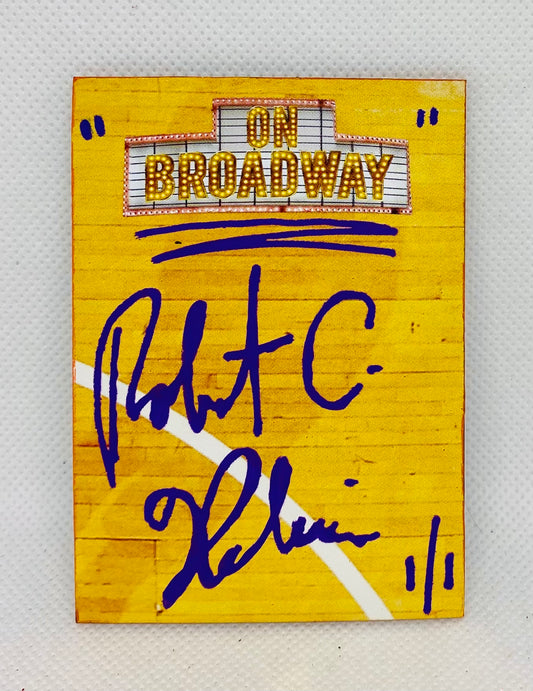 " ON "
BROADWAY
Robert C.
1/1